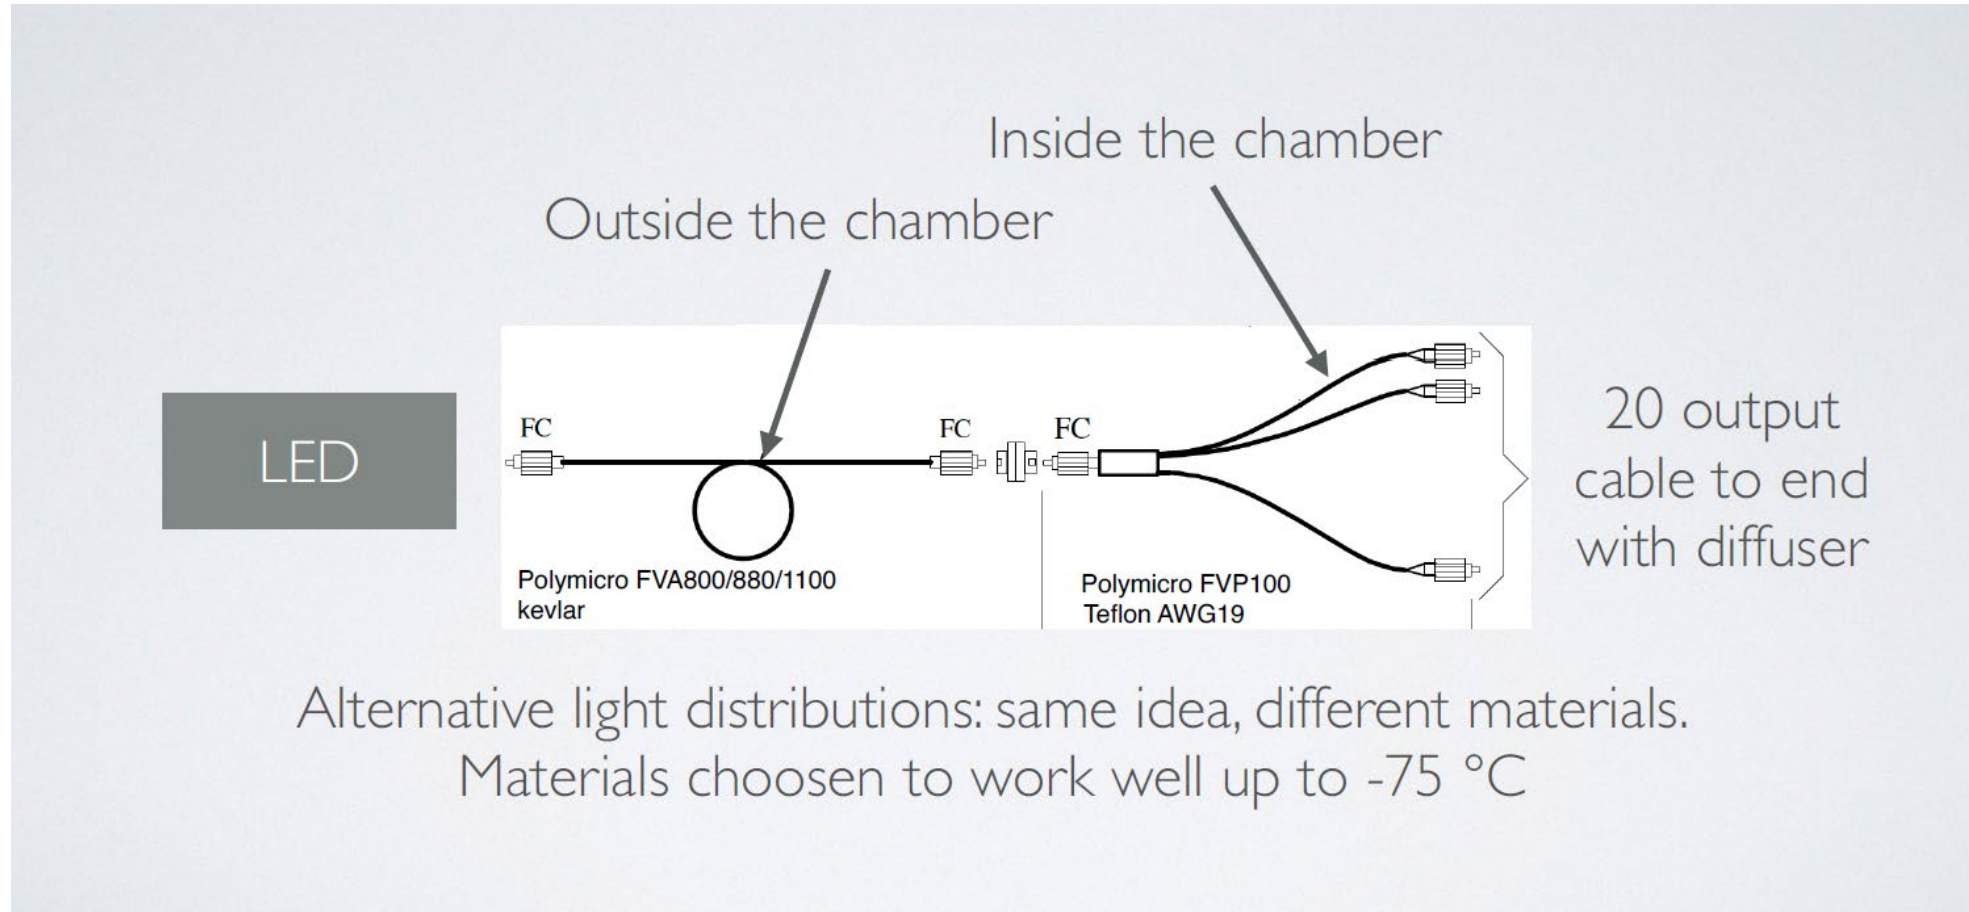 Inside the chamber
Outside the chamber
LED
FC
FC
FC
Polymicro FVA800/880/1100
kevlar
Polymicro FVP100
Teflon AWG19
20 output
cable to end
with diffuser
Alternative light distributions: same idea, different materials.
Materials choosen to work well up to -75 °C